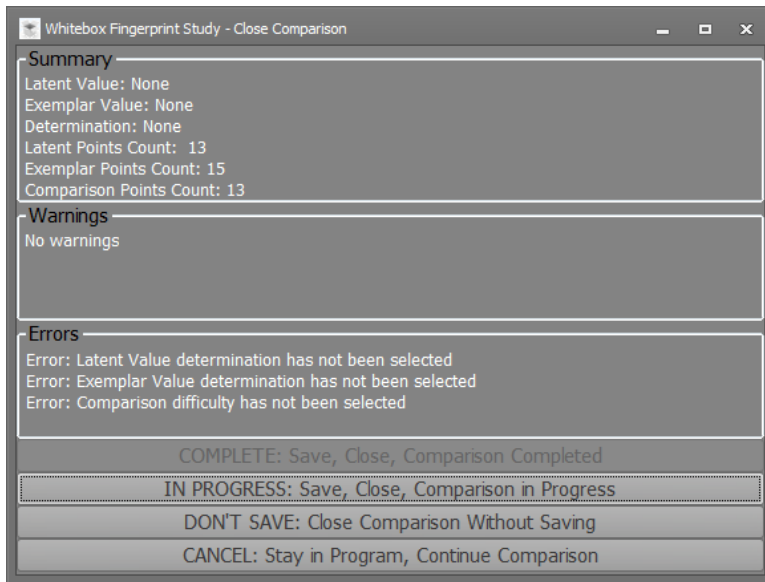 Whitebox Fingerprint Study - Close Comparison
Summary
Latent Value: None
Exemplar Value: None
Determination: None
Latent Points Count:  13
Exemplar Points Count: 15
Comparison Points Count: 13
Warnings
No warnings
Errors
Error: Latent Value determination has not been selected
Error: Exemplar Value determination has not been selected
Error: Comparison difficulty has not been selected
COMPLETE: Save, Close, Comparison Completed
IN PROGRESS: Save, Close, Comparison in Progress
DON'T SAVE: Close Comparison Without Saving
CANCEL: Stay in Program, Continue Comparison